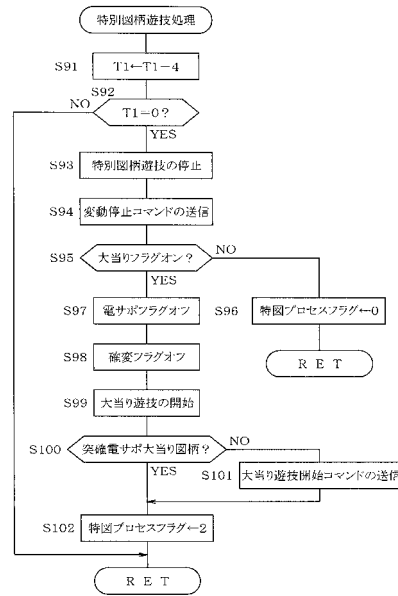 特別図柄遊技処理
S91 T1←T1－4
S92
NO T1＝0？
YES
S93 特別図柄遊技の停止
S94 変動停止コマンドの送信
S95 大当りフラグオン？ NO
YES
S97 電サポフラグオフ S96 特図プロセスフラグ←0
S98 確変フラグオフ R E T
S99 大当り遊技の開始
S100 突確電サポ大当り図柄？ NO
YES S101 大当り遊技開始コマンドの送信
S102 特図プロセスフラグ←2
R E T